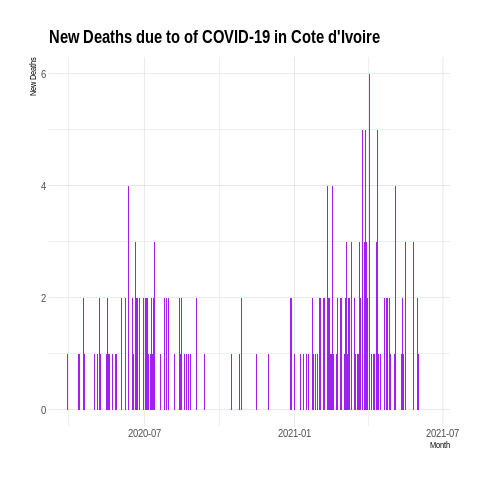 New Deaths due to of COVID-19 in Cote d'Ivoire
New Deaths
6
4
2
0
2020-07
2021-01
2021-07
Month